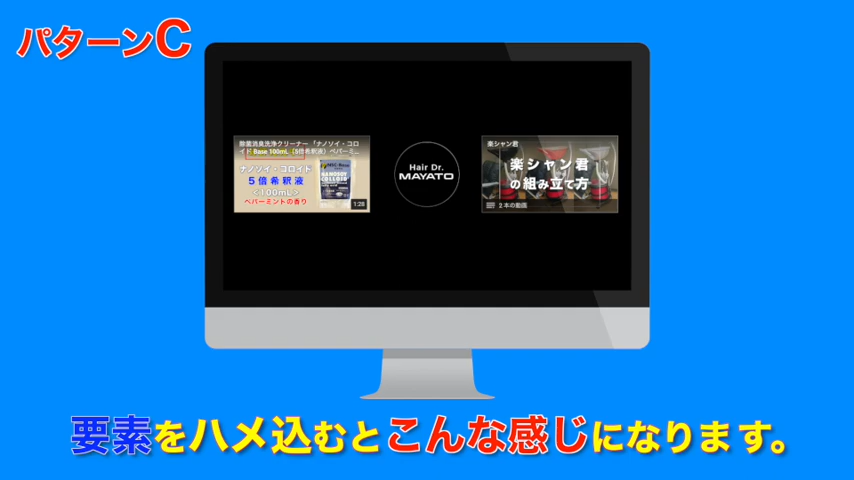 パターンC
除菌消臭洗浄クリーナー「ナノソイ・コロ
イド Base 100mL（5倍希釈液）ペパーミ...
ナノソイ・コロイド
5倍希釈液
<100mL>
ペパーミントの香り
NANOSOY
COLLOID
1:28
Hair Dr.
MAYATO
楽シャン君
楽シャン君
の組み立て方
2 本の動画
要素をハメ込むとこんな感じになります。